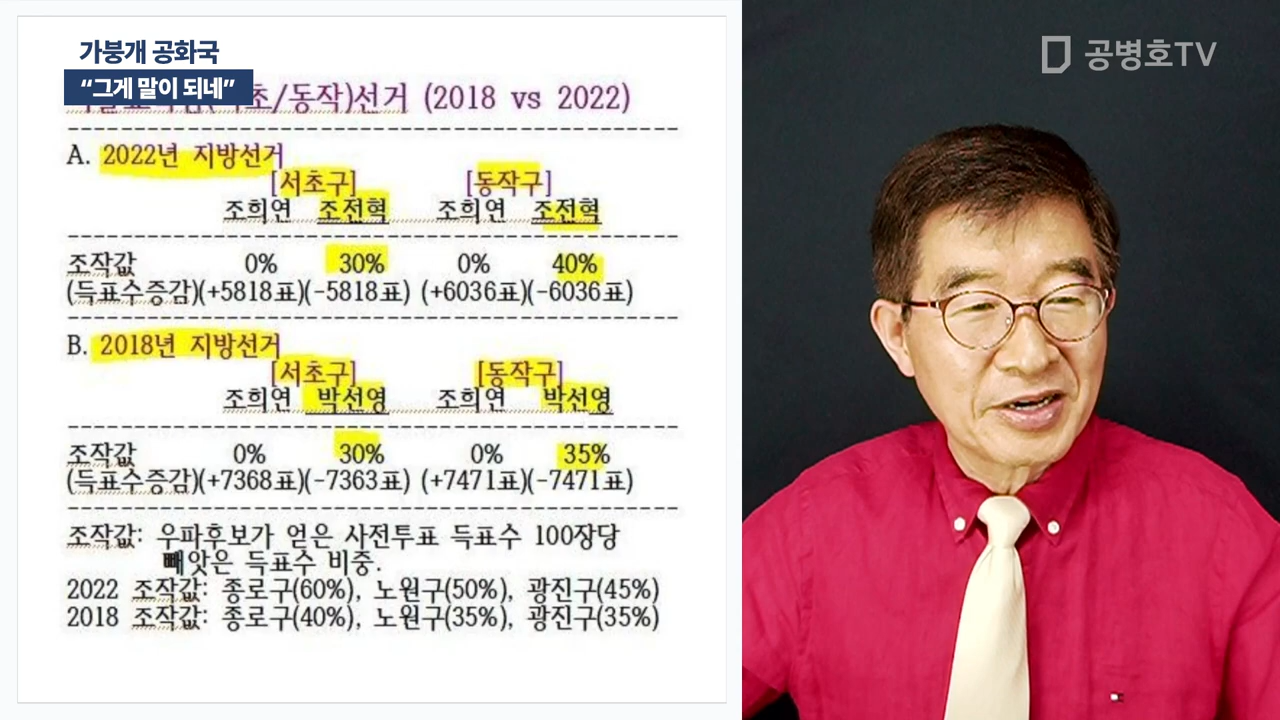 가붕개 공화국
“그게 말이 되네”
초/동작)선거 (2018 vs 2022)
A. 2022년 지방선거
[서초구] [동작구]
조희연 조전혁 조희연 조전혁
조작값 0% 30% 0% 40%
(득표수증감)(+5818표)(-5818표) (+6036표)(-6036표)
B. 2018년 지방선거
[서초구] [동작구]
조희연 박선영 조희연 박선영
조작값 0% 30% 0% 35%
(득표수증감)(+7368표)(-7363표) (+7471표)(-7471표)
조작값: 우파후보가 얻은 사전투표 득표수 100장당
빼앗은 득표수 비중.
2022 조작값: 종로구(60%), 노원구(50%), 광진구(45%)
2018 조작값: 종로구(40%), 노원구(35%), 광진구(35%)
공병호TV